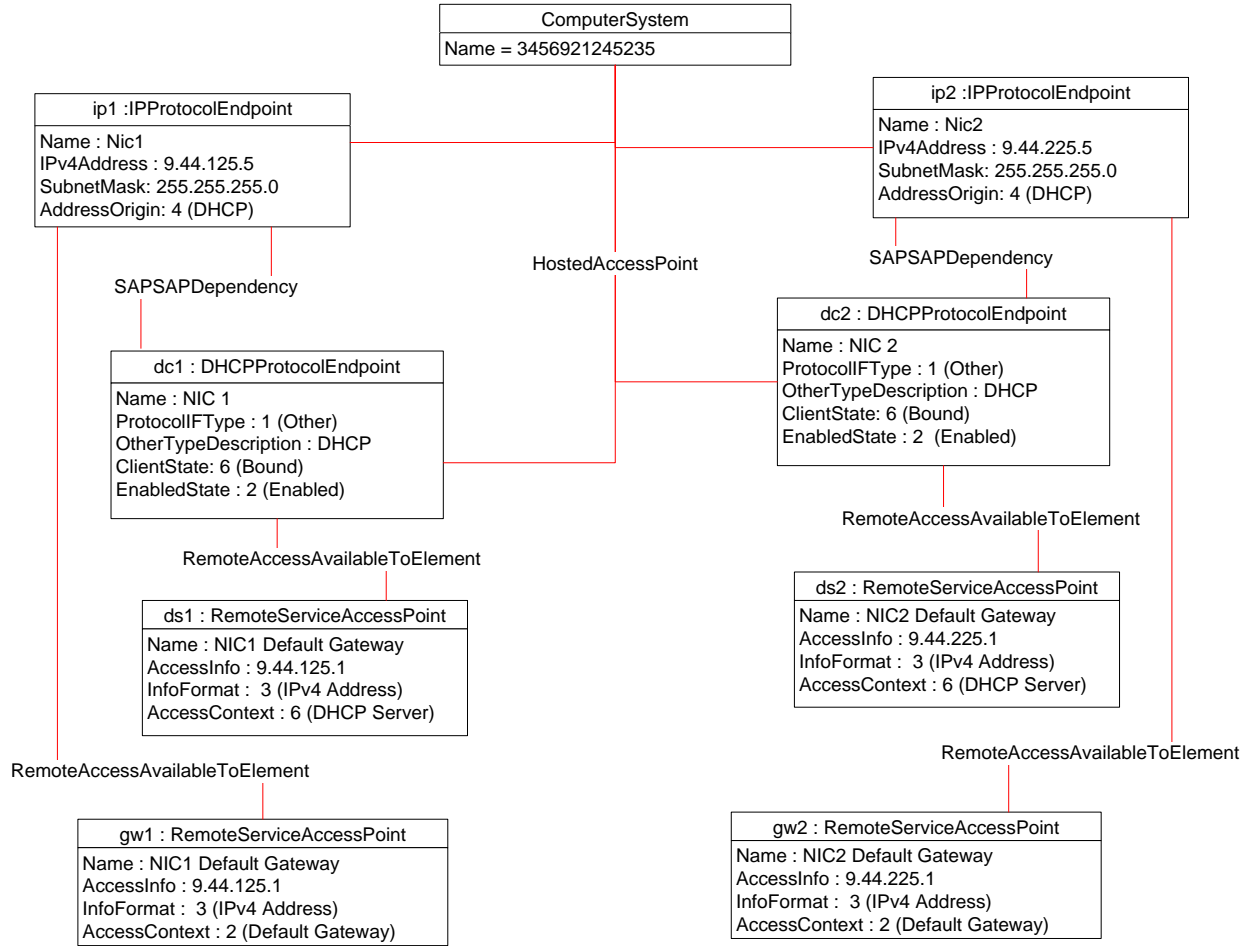 ComputerSystem
Name = 3456921245235
ip1 :IPProtocolEndpoint
Name : Nic1
IPv4Address : 9.44.125.5
SubnetMask: 255.255.255.0
AddressOrigin: 4 (DHCP)
ip2 :IPProtocolEndpoint
Name : Nic2
IPv4Address : 9.44.225.5
SubnetMask: 255.255.255.0
AddressOrigin: 4 (DHCP)
HostedAccessPoint
SAPSAPDependency
SAPSAPDependency
dc1 : DHCPProtocolEndpoint
Name : NIC 1
ProtocolIFType : 1 (Other)
OtherTypeDescription : DHCP
ClientState: 6 (Bound)
EnabledState : 2 (Enabled)
dc2 : DHCPProtocolEndpoint
Name : NIC 2
ProtocolIFType : 1 (Other)
OtherTypeDescription : DHCP
ClientState: 6 (Bound)
EnabledState : 2 (Enabled)
RemoteAccessAvailableToElement
RemoteAccessAvailableToElement
ds1 : RemoteServiceAccessPoint
Name : NIC1 Default Gateway
AccessInfo : 9.44.125.1
InfoFormat : 3 (IPv4 Address)
AccessContext : 6 (DHCP Server)
ds2 : RemoteServiceAccessPoint
Name : NIC2 Default Gateway
AccessInfo : 9.44.225.1
InfoFormat : 3 (IPv4 Address)
AccessContext : 6 (DHCP Server)
RemoteAccessAvailableToElement
RemoteAccessAvailableToElement
gw1 : RemoteServiceAccessPoint
Name : NIC1 Default Gateway
AccessInfo : 9.44.125.1
InfoFormat : 3 (IPv4 Address)
AccessContext : 2 (Default Gateway)
gw2 : RemoteServiceAccessPoint
Name : NIC2 Default Gateway
AccessInfo : 9.44.225.1
InfoFormat : 3 (IPv4 Address)
AccessContext : 2 (Default Gateway)